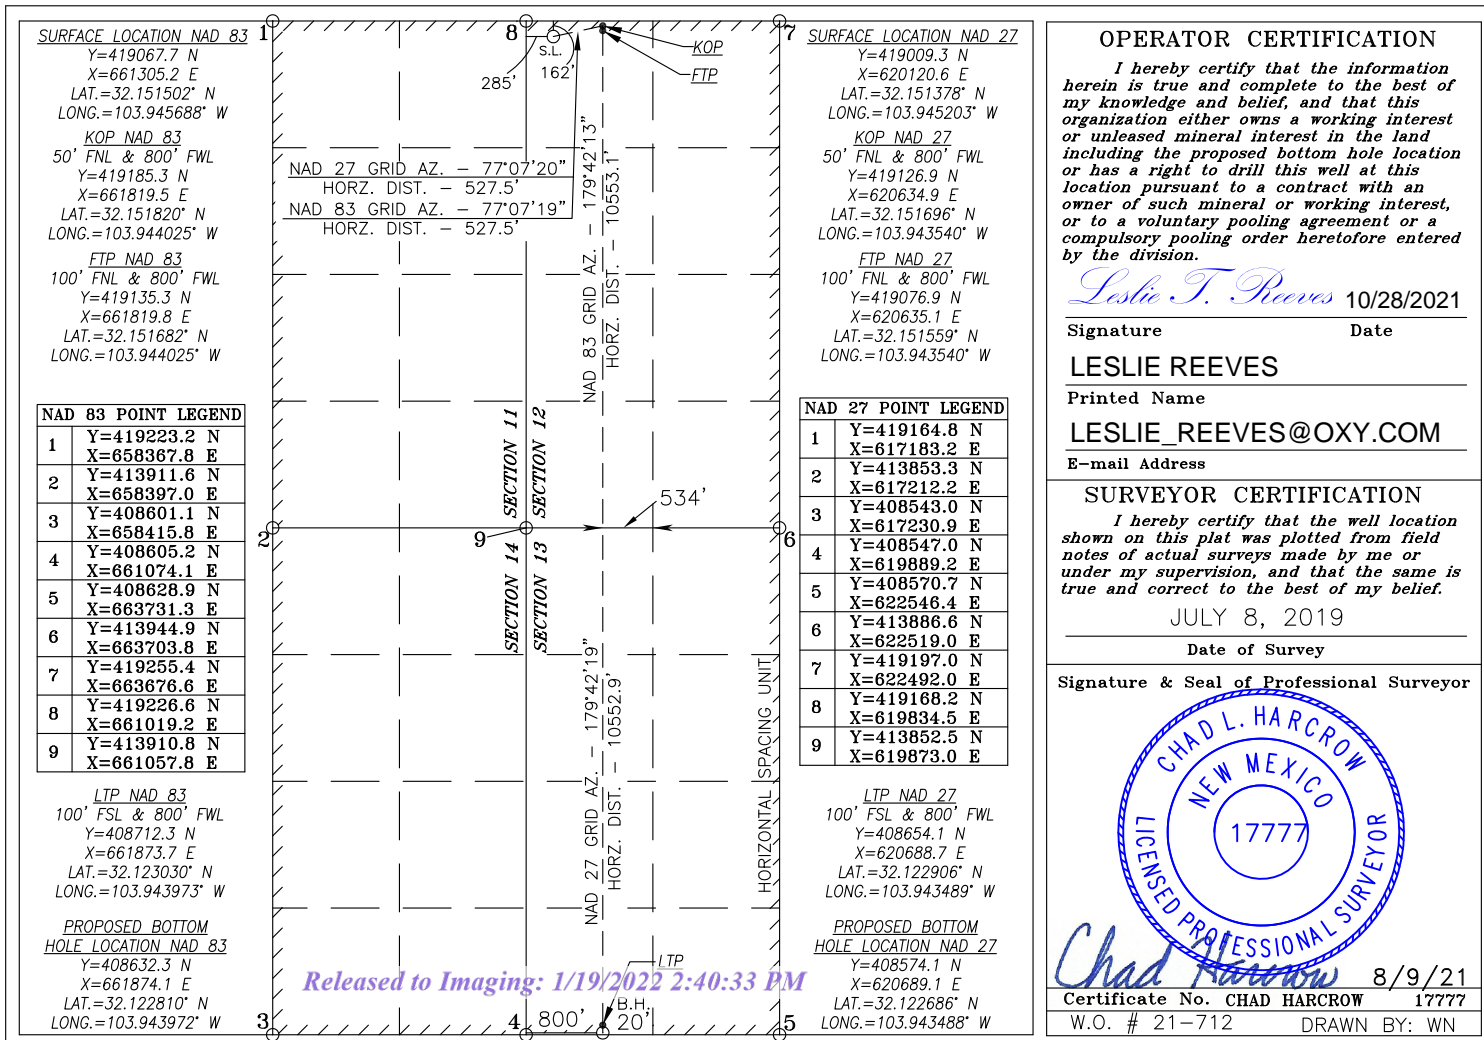 SURFACE LOCATION NAD 83
Y=419067.7 N
X=661305.2 E
LAT.=32.151502° N
LONG.=103.945688° W
KOP NAD 83
50' FNL & 800' FWL
Y=419185.3 N
X=661819.5 E
LAT.=32.151820° N
LONG.=103.944025° W
FTP NAD 83
100' FNL & 800' FWL
Y=419135.3 N
X=661819.8 E
LAT.=32.151682° N
LONG.=103.944025° W
NAD 83 POINT LEGEND
1 Y=419223.2 N
X=658367.8 E
2 Y=413911.6 N
X=658397.0 E
3 Y=408601.1 N
X=658415.8 E
4 Y=408605.2 N
X=661074.1 E
5 Y=408628.9 N
X=663731.3 E
6 Y=413944.9 N
X=663703.8 E
7 Y=419255.4 N
X=663676.6 E
8 Y=419226.6 N
X=661019.2 E
9 Y=413910.8 N
X=661057.8 E
LTP NAD 83
100' FSL & 800' FWL
Y=408712.3 N
X=661873.7 E
LAT.=32.123030° N
LONG.=103.943973° W
PROPOSED BOTTOM
HOLE LOCATION NAD 83
Y=408632.3 N
X=661874.1 E
LAT.=32.122810° N
LONG.=103.943972° W
1
8
7
S.L.
285'
162'
KOP
FTP
NAD 27 GRID AZ. – 77°07'20"
HORZ. DIST. – 527.5'
NAD 83 GRID AZ. – 77°07'19"
HORZ. DIST. – 527.5'
NAD 83 GRID AZ. – 179°42'13"
HORZ. DIST. – 10553.1'
SECTION 11
SECTION 12
534'
2
9
6
SECTION 14
SECTION 13
NAD 27 GRID AZ. – 179°42'19"
HORZ. DIST. – 10552.9'
HORIZONTAL SPACING UNIT
LTP
Released to Imaging: 1/19/2022 2:40:33 PM
B.H.
3
4
800'
20'
5
SURFACE LOCATION NAD 27
Y=419009.3 N
X=620120.6 E
LAT.=32.151378° N
LONG.=103.945203° W
KOP NAD 27
50' FNL & 800' FWL
Y=419126.9 N
X=620634.9 E
LAT.=32.151696° N
LONG.=103.943540° W
FTP NAD 27
100' FNL & 800' FWL
Y=419076.9 N
X=620635.1 E
LAT.=32.151559° N
LONG.=103.943540° W
NAD 27 POINT LEGEND
1 Y=419164.8 N
X=617183.2 E
2 Y=413853.3 N
X=617212.2 E
3 Y=408543.0 N
X=617230.9 E
4 Y=408547.0 N
X=619889.2 E
5 Y=408570.7 N
X=622546.4 E
6 Y=413886.6 N
X=622519.0 E
7 Y=419197.0 N
X=622492.0 E
8 Y=419168.2 N
X=619834.5 E
9 Y=413852.5 N
X=619873.0 E
LTP NAD 27
100' FSL & 800' FWL
Y=408654.1 N
X=620688.7 E
LAT.=32.122906° N
LONG.=103.943489° W
PROPOSED BOTTOM
HOLE LOCATION NAD 27
Y=408574.1 N
X=620689.1 E
LAT.=32.122686° N
LONG.=103.943488° W
OPERATOR CERTIFICATION
I hereby certify that the information
herein is true and complete to the best of
my knowledge and belief, and that this
organization either owns a working interest
or unleased mineral interest in the land
including the proposed bottom hole location
or has a right to drill this well at this
location pursuant to a contract with an
owner of such mineral or working interest,
or to a voluntary pooling agreement or a
compulsory pooling order heretofore entered
by the division.
Leslie T. Reeves 10/28/2021
Signature Date
LESLIE REEVES
Printed Name
LESLIE_REEVES@OXY.COM
E-mail Address
SURVEYOR CERTIFICATION
I hereby certify that the well location
shown on this plat was plotted from field
notes of actual surveys made by me or
under my supervision, and that the same is
true and correct to the best of my belief.
JULY 8, 2019
Date of Survey
Signature & Seal of Professional Surveyor
CHAD L. HARCROW
NEW MEXICO
17777
LICENSED PROFESSIONAL SURVEYOR
Chad Harcrow 8/9/21
Certificate No. CHAD HARCROW 17777
W.O. # 21-712 DRAWN BY: WN